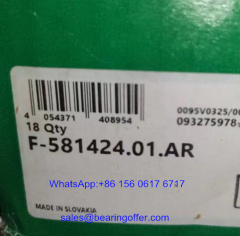 0095V0325/00
4 054371 408954
093275978
18 Qty
F-581424.01.AR
WhatsApp:+86 156 0617 6717
MADE IN SLOVAKIA
sales@bearingoffer.com